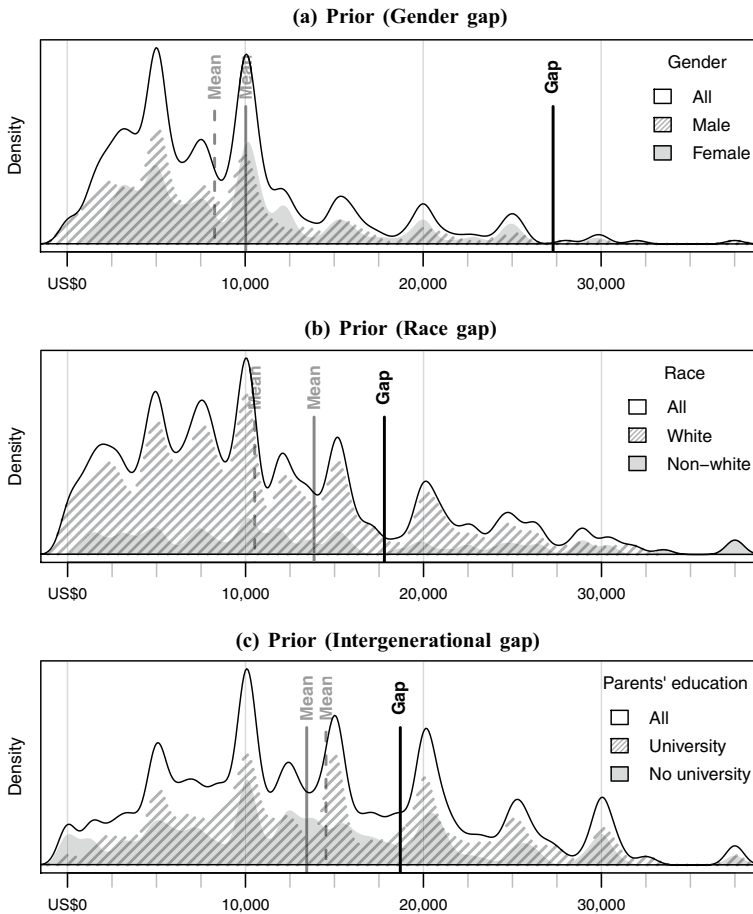 (a) Prior (Gender gap)
Density
Mean
Mean
Gap
Gender
All
Male
Female
US$0
10,000
20,000
30,000
(b) Prior (Race gap)
Density
Mean
Mean
Gap
Race
All
White
Non–white
US$0
10,000
20,000
30,000
(c) Prior (Intergenerational gap)
Density
Mean
Mean
Gap
Parents' education
All
University
No university
US$0
10,000
20,000
30,000